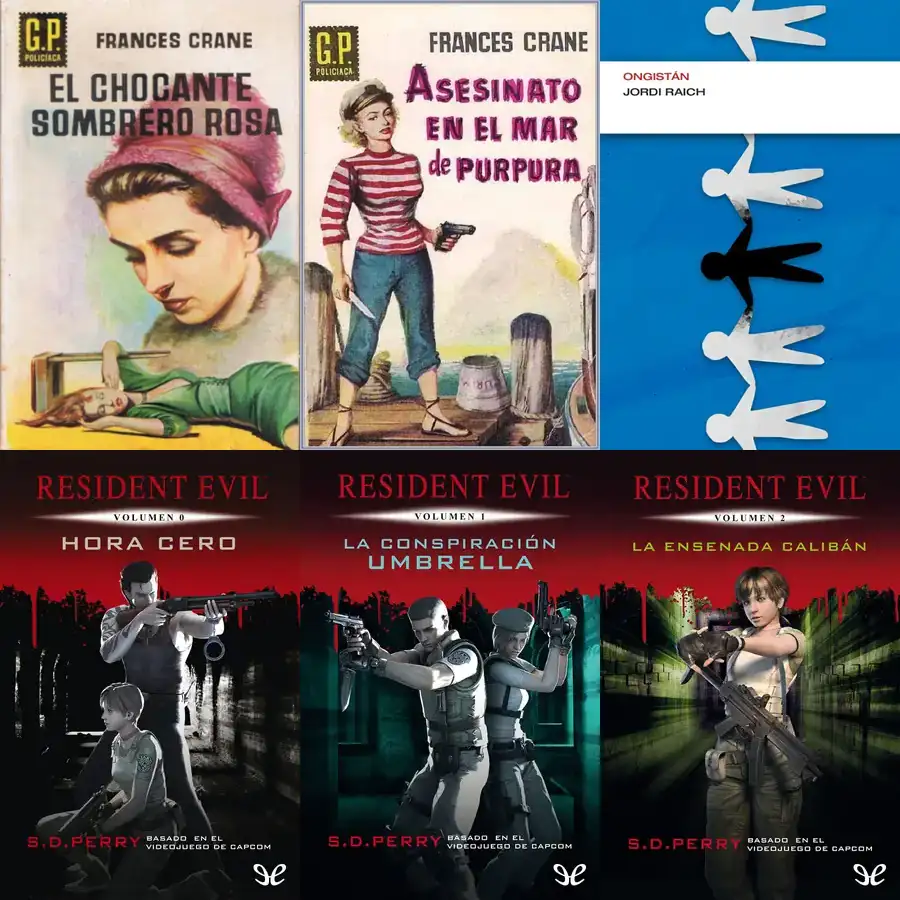 G.P.
POLICÍACA
FRANCES CRANE
EL CHOCANTE
SOMBRERO ROSA
G.P.
POLICÍACA
FRANCES CRANE
ASESINATO
EN EL MAR
de PURPURA
ONGISTÁN
JORDI RAICH
RESIDENT EVIL
VOLUMEN 0
HORA CERO
S.D.PERRY BASADO EN EL
VIDEOJUEGO DE CAPCOM
RESIDENT EVIL
VOLUMEN 1
LA CONSPIRACIÓN
UMBRELLA
S.D.PERRY BASADO EN EL
VIDEOJUEGO DE CAPCOM
RESIDENT EVIL
VOLUMEN 2
LA ENSENADA CALIBÁN
S.D.PERRY BASADO EN EL
VIDEOJUEGO DE CAPCOM